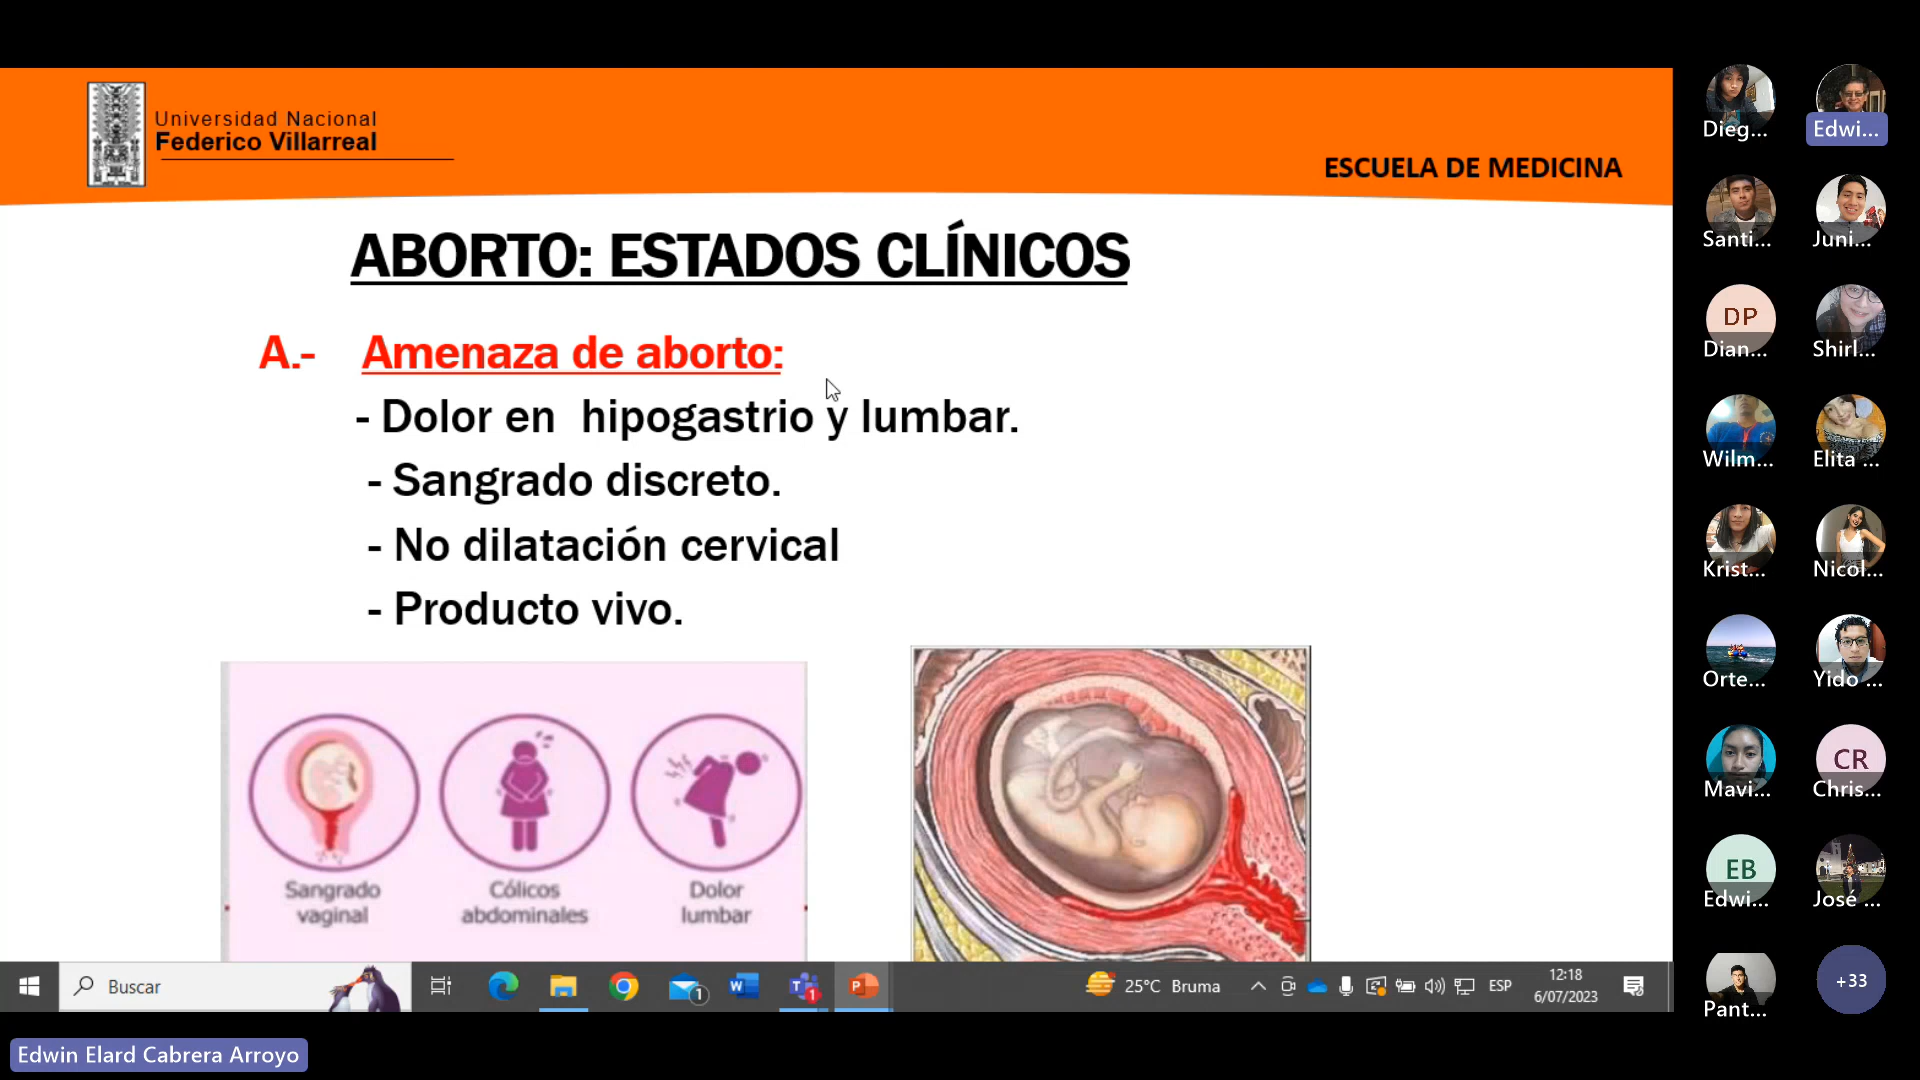 Universidad Nacional
Federico Villarreal
ESCUELA DE MEDICINA
ABORTO: ESTADOS CLÍNICOS
A.- Amenaza de aborto:
- Dolor en hipogastrio y lumbar.
- Sangrado discreto.
- No dilatación cervical
- Producto vivo.
Sangrado
vaginal
Cólicos
abdominales
Dolor
lumbar
Dieg...
Edwi...
Santi...
Juni...
DP
Dian...
Shirl...
Wilm...
Elita ...
Krist...
Nicol...
Orte...
Yido ...
Mavi...
CR
Chris...
EB
Edwi...
José ...
Pant...
+33
Buscar
1
W
T
1
P
25°C Bruma
ESP
12:18
6/07/2023
Edwin Elard Cabrera Arroyo